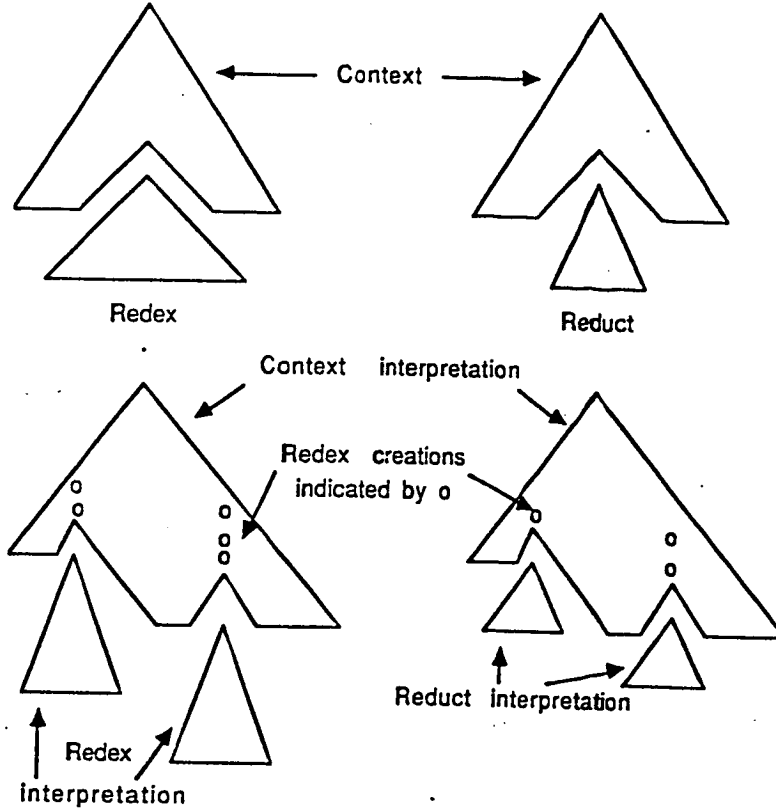 Context
Redex
Reduct
Context interpretation
Redex creations
indicated by o
o
o
o
o
o
o
o
o
Reduct interpretation
Redex
interpretation